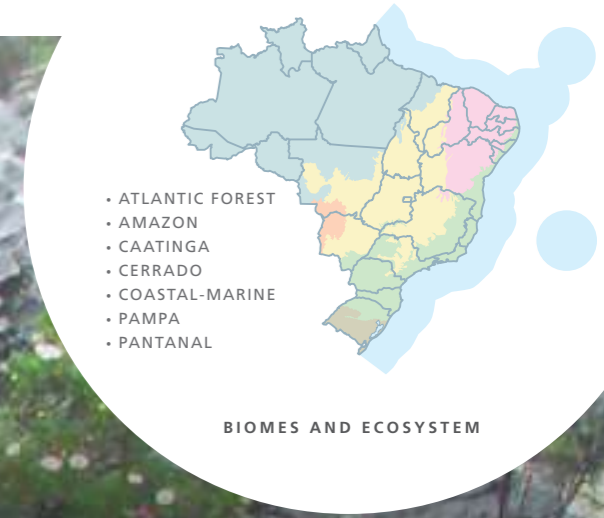 • ATLANTIC FOREST
• AMAZON
• CAATINGA
• CERRADO
• COASTAL-MARINE
• PAMPA
• PANTANAL
BIOMES AND ECOSYSTEM